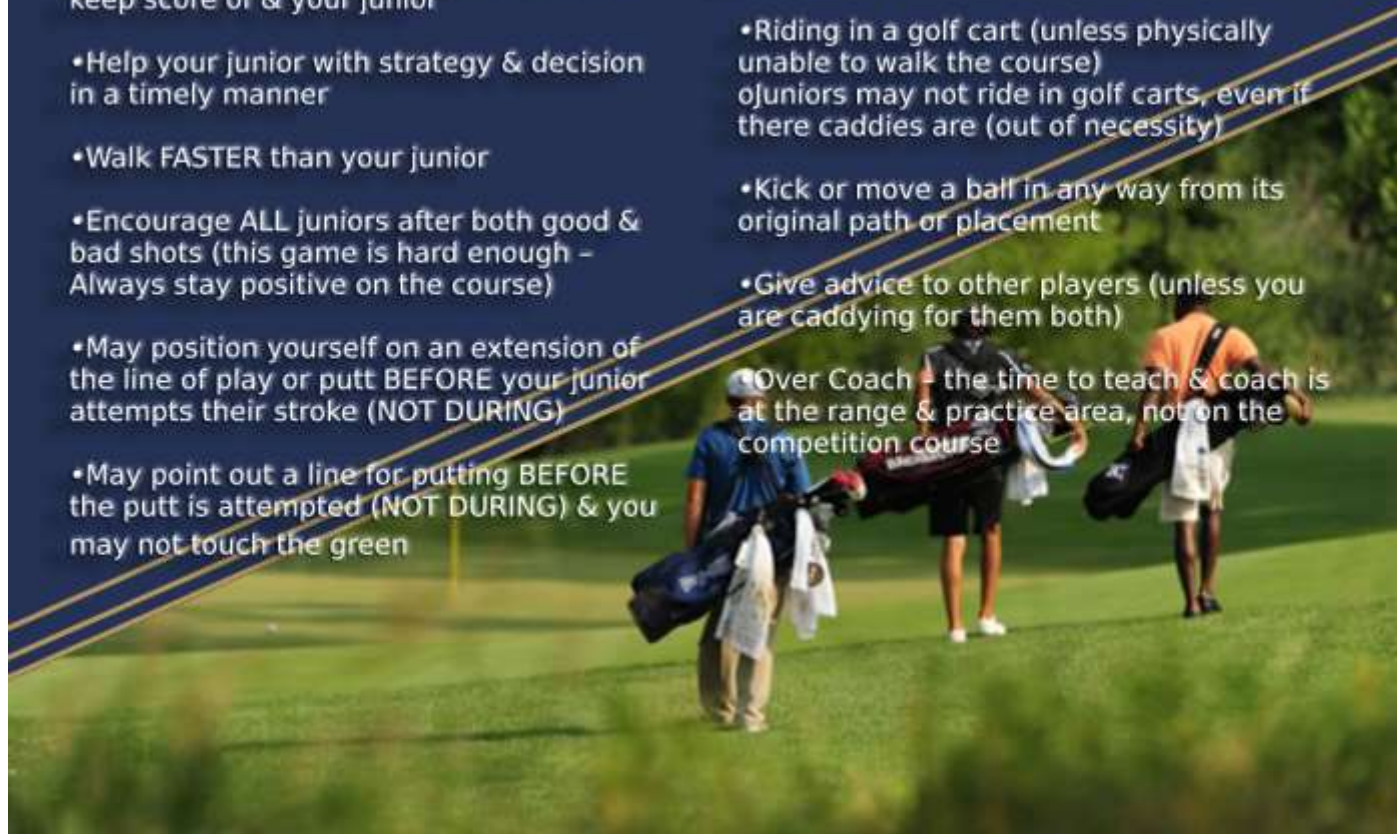 keep score of & your junior
•Help your junior with strategy & decision
in a timely manner
•Walk FASTER than your junior
•Encourage ALL juniors after both good &
bad shots (this game is hard enough –
Always stay positive on the course)
•May position yourself on an extension of
the line of play or putt BEFORE your junior
attempts their stroke (NOT DURING)
•May point out a line for putting BEFORE
the putt is attempted (NOT DURING) & you
may not touch the green
•Riding in a golf cart (unless physically
unable to walk the course)
oJuniors may not ride in golf carts, even if
there caddies are (out of necessity)
•Kick or move a ball in any way from its
original path or placement
•Give advice to other players (unless you
are caddying for them both)
•Over Coach – the time to teach & coach is
at the range & practice area, not on the
competition course